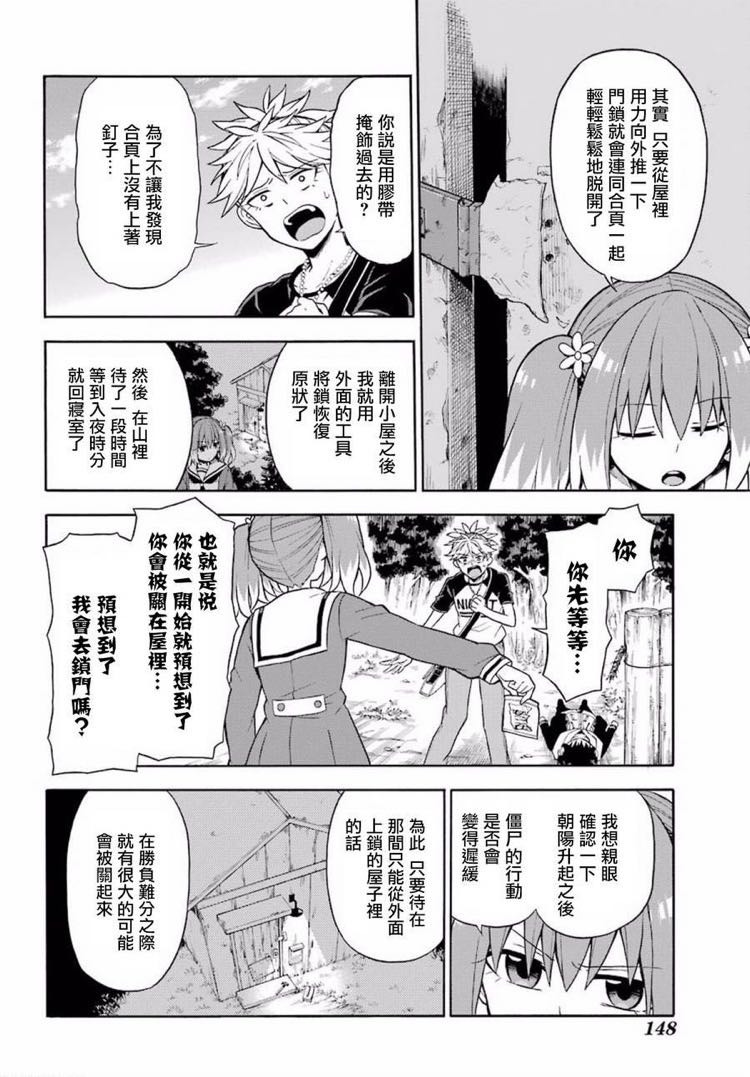 其實 只要從屋裡
用力向外推一下
門鎖就會連同合頁一起
輕輕鬆鬆地脱開了
你說是用膠帶
掩飾過去的？
為了不讓我發現
合頁上沒有上著
釘子…
離開小屋之後
我就用
外面的工具
將鎖恢復
原狀了
然後 在山裡
待了一段時間
等到入夜時分
就回寢室了
你
你先等等…
NI
也就是说
你從一開始就預想到了
你會被關在屋裡…
預想到了
我會去鎖門嗎？
我想親眼
確認一下
朝陽升起之後
僵尸的行動
是否會
變得遲緩
為此 只要待在
那間只能從外面
上鎖的屋子裡
的話
在勝負難分之際
就有很大的可能
會被關起來
148